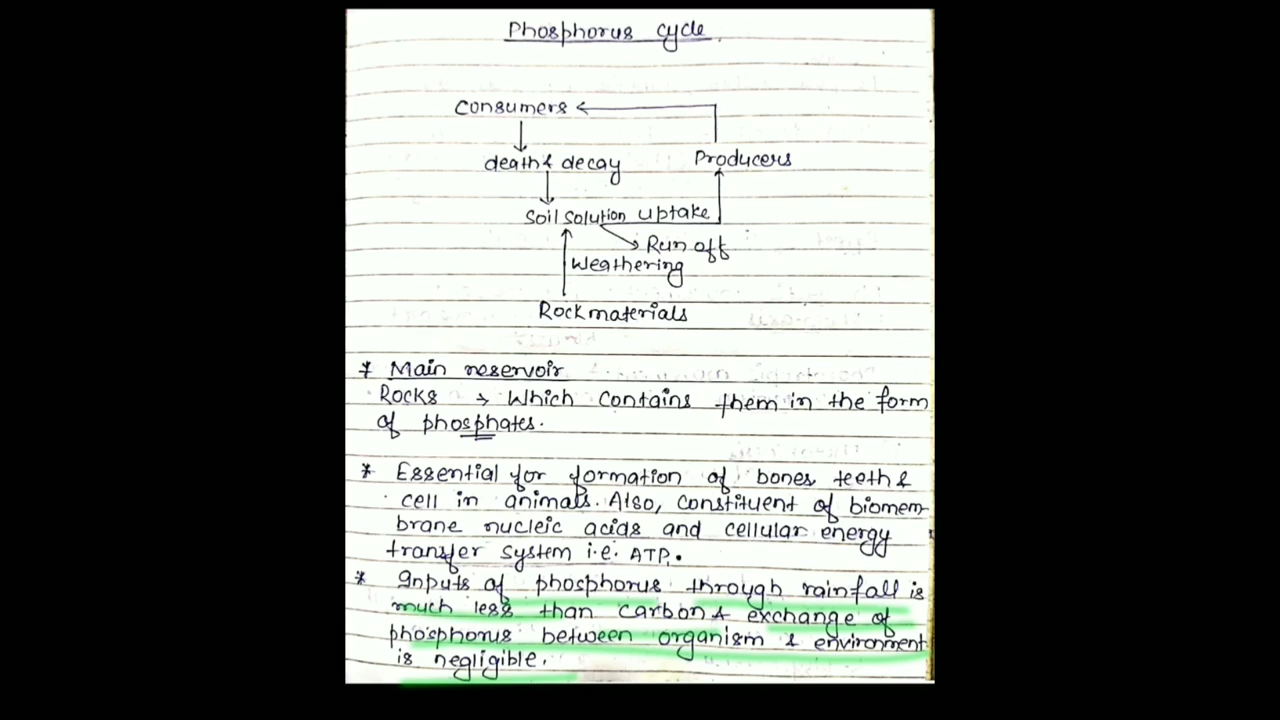 Phosphorus cycle
Consumers
death & decay
Producers
Soil solution uptake
Run off
Weathering
Rock materials
* Main reservoir
Rocks → Which contains them in the form
of phosphates.
* Essential for formation of bones teeth &
cell in animals. Also, constituent of biomem
brane nucleic acids and cellular energy
transfer system i.e. ATP.
* Inputs of phosphorus through rainfall is
much less than carbon & exchange of
phosphorus between organism & environment
is negligible.